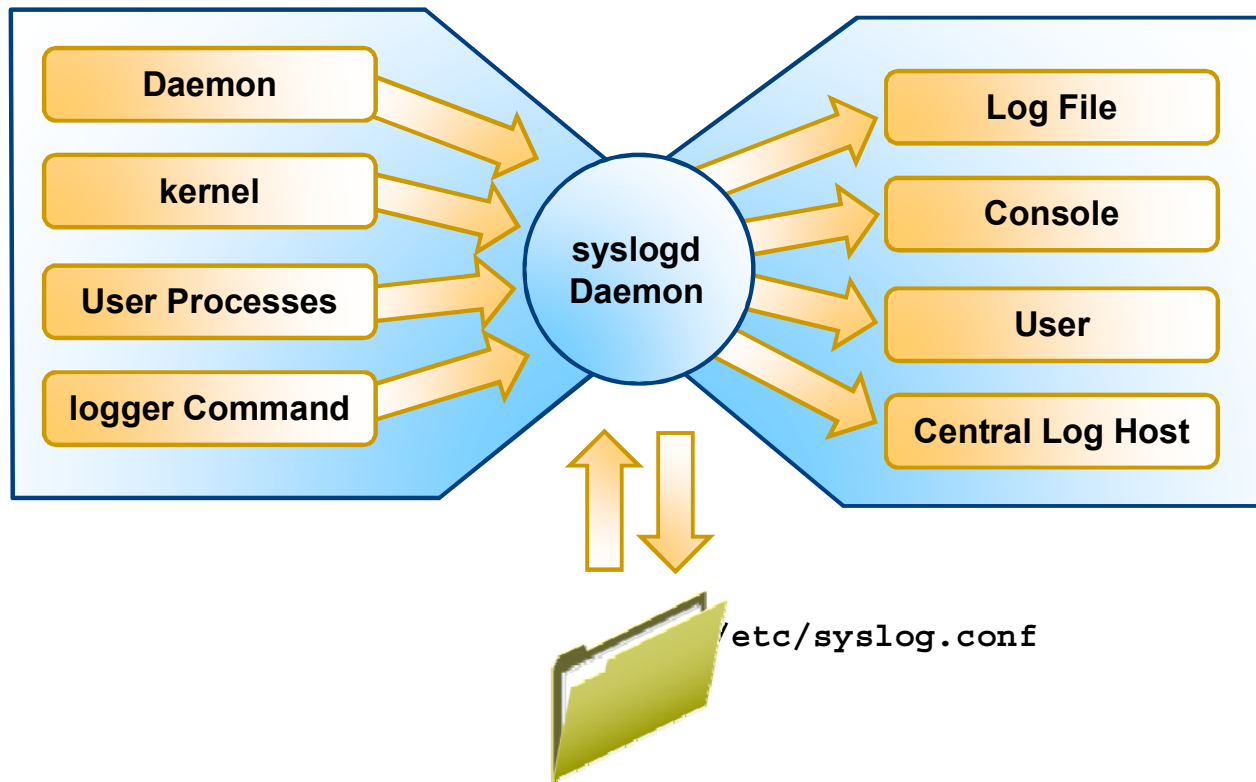 Daemon
kernel
User Processes
logger Command
syslogd
Daemon
Log File
Console
User
Central Log Host
/etc/syslog.conf